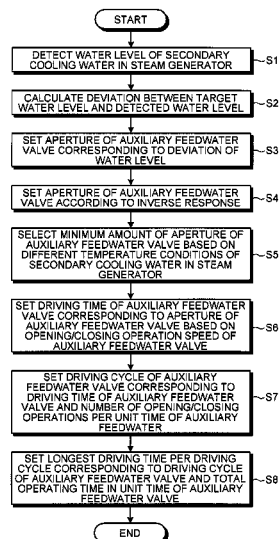 START
DETECT WATER LEVEL OF SECONDARY
COOLING WATER IN STEAM GENERATOR
S1
CALCULATE DEVIATION BETWEEN TARGET
WATER LEVEL AND DETECTED WATER LEVEL
S2
SET APERTURE OF AUXILIARY FEEDWATER
VALVE CORRESPONDING TO DEVIATION OF
WATER LEVEL
S3
SET APERTURE OF AUXILIARY FEEDWATER
VALVE ACCORDING TO INVERSE RESPONSE
S4
SELECT MINIMUM AMOUNT OF APERTURE OF
AUXILIARY FEEDWATER VALVE BASED ON
DIFFERENT TEMPERATURE CONDITIONS OF
SECONDARY COOLING WATER IN STEAM
GENERATOR
S5
SET DRIVING TIME OF AUXILIARY FEEDWATER
VALVE CORRESPONDING TO APERTURE OF
AUXILIARY FEEDWATER VALVE BASED ON
OPENING/CLOSING OPERATION SPEED OF
AUXILIARY FEEDWATER VALVE
S6
SET DRIVING CYCLE OF AUXILIARY
FEEDWATER VALVE CORRESPONDING TO
DRIVING TIME OF AUXILIARY FEEDWATER
VALVE AND NUMBER OF OPENING/CLOSING
OPERATIONS PER UNIT TIME OF AUXILIARY
FEEDWATER
S7
SET LONGEST DRIVING TIME PER DRIVING
CYCLE CORRESPONDING TO DRIVING CYCLE
OF AUXILIARY FEEDWATER VALVE AND TOTAL
OPERATING TIME IN UNIT TIME OF AUXILIARY
FEEDWATER VALVE
S8
END